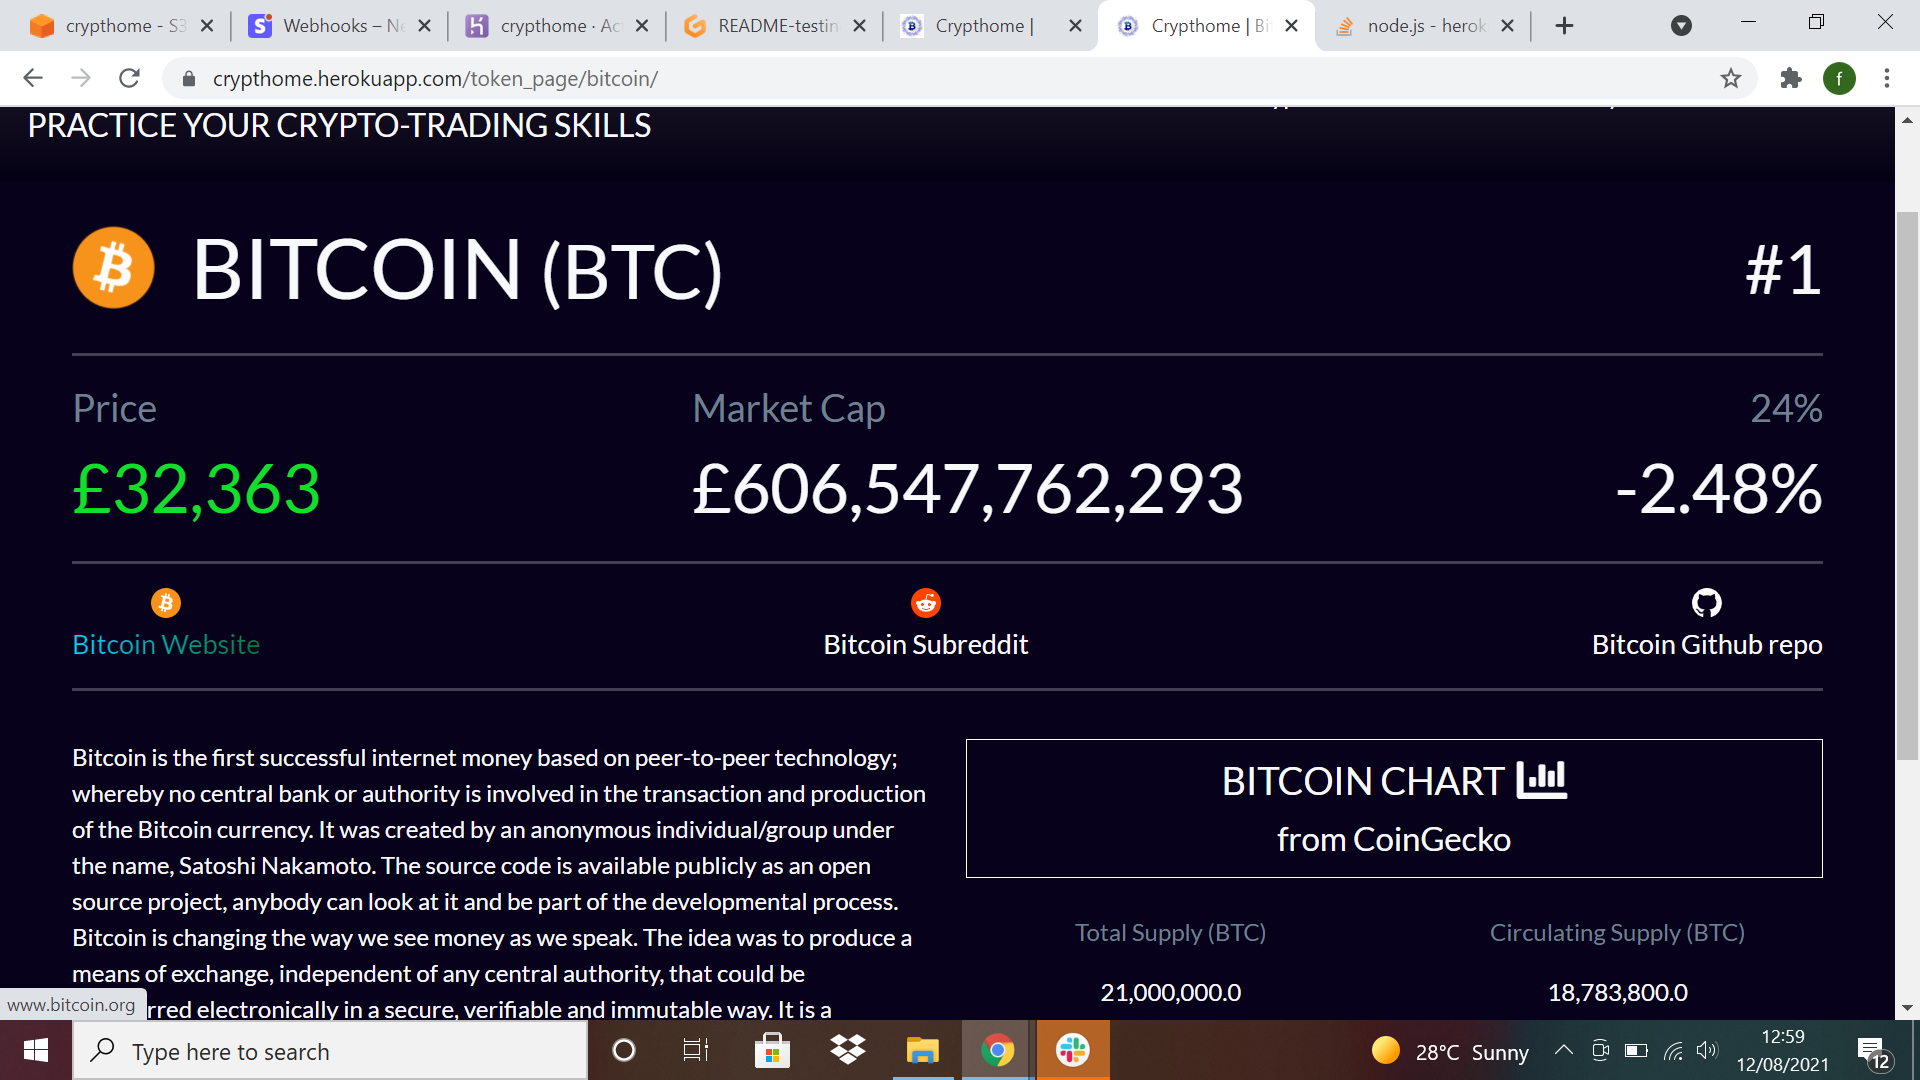 crypthome - S3
Webhooks – Ne
crypthome · Ac
README-testin
Crypthome |
Crypthome | Bi
node.js - herok
crypthome.herokuapp.com/token_page/bitcoin/
f
PRACTICE YOUR CRYPTO-TRADING SKILLS
BITCOIN (BTC)
#1
Price
Market Cap
24%
£32,363
£606,547,762,293
-2.48%
Bitcoin Website
Bitcoin Subreddit
Bitcoin Github repo
Bitcoin is the first successful internet money based on peer-to-peer technology;
whereby no central bank or authority is involved in the transaction and production
of the Bitcoin currency. It was created by an anonymous individual/group under
the name, Satoshi Nakamoto. The source code is available publicly as an open
source project, anybody can look at it and be part of the developmental process.
Bitcoin is changing the way we see money as we speak. The idea was to produce a
means of exchange, independent of any central authority, that could be
rred electronically in a secure, verifiable and immutable way. It is a
BITCOIN CHART
from CoinGecko
Total Supply (BTC)
Circulating Supply (BTC)
21,000,000.0
18,783,800.0
www.bitcoin.org
Type here to search
28°C Sunny
12:59
12/08/2021
12